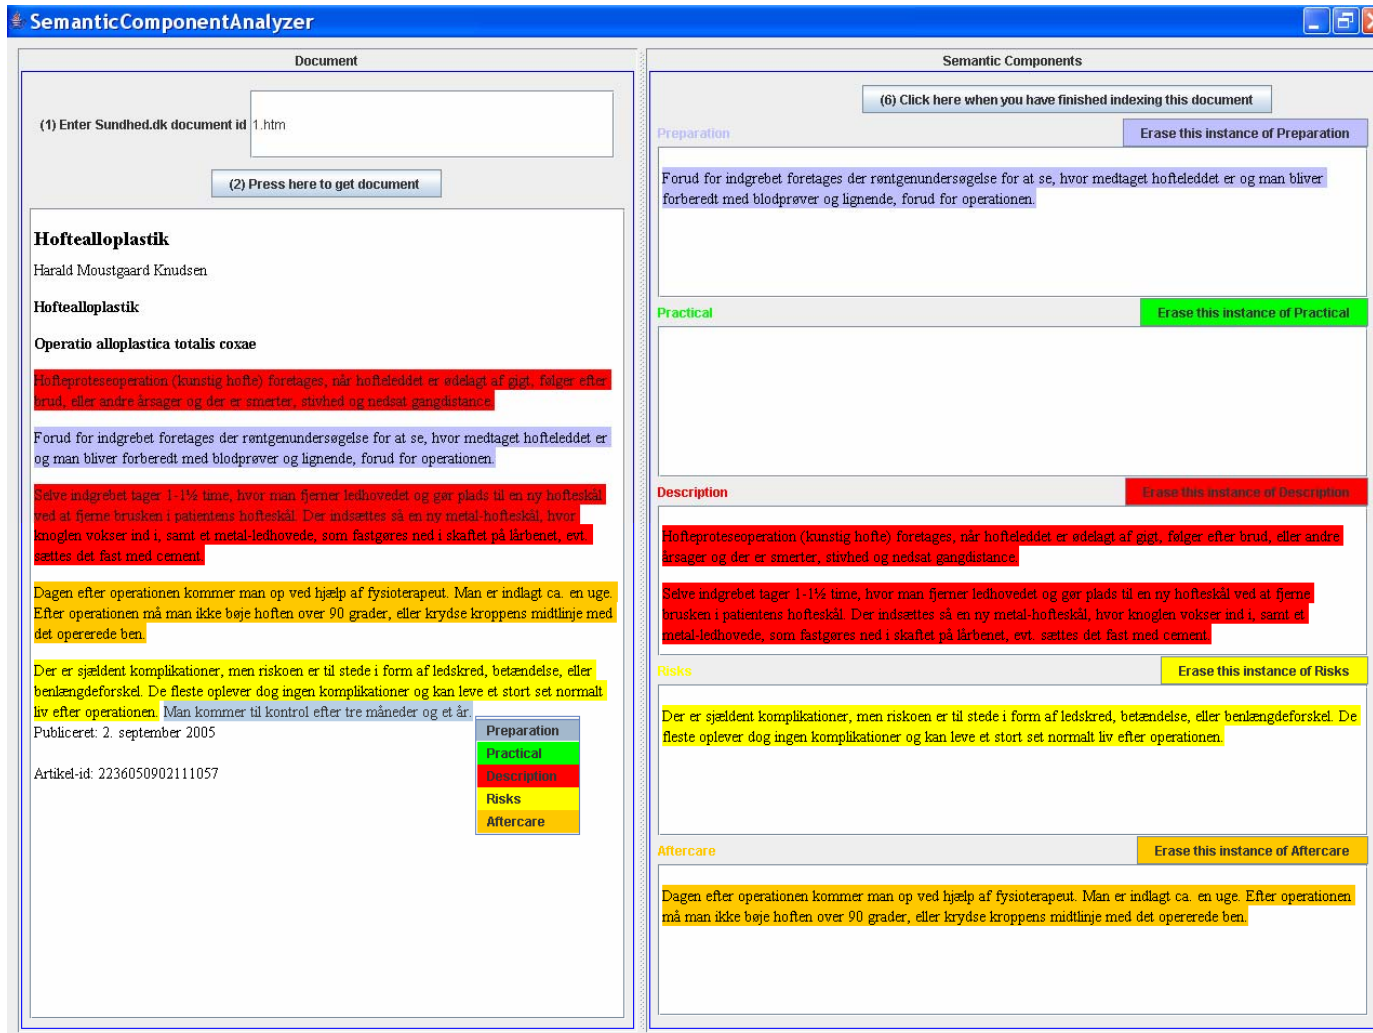 SemanticComponentAnalyzer
Document
(1) Enter Sundhed.dk document id 1.htm
(2) Press here to get document
Hoftealloplastik
Harald Moustgaard Knudsen
Hoftealloplastik
Operatio alloplastica totalis coxae
Hofteproteseoperation (kunstig hofte) foretages, når hofteleddet er ødelagt af gigt, følger efter
brud, eller andre årsager og der er smerter, stivhed og nedsat gangdistance.
Forud for indgrebet foretages der røntgenundersøgelse for at se, hvor medtaget hofteleddet er
og man bliver forberedt med blodprøver og lignende, forud for operationen.
Selve indgrebet tager 1-1½ time, hvor man fjerner ledhovedet og gør plads til en ny hofteskål
ved at fjerne brusken i patientens hofteskål. Der indsættes så en ny metal-hofteskål, hvor
knoglen vokser ind i, samt et metal-ledhovede, som fastgøres ned i skaftet på lårbenet, evt.
sættes det fast med cement.
Dagen efter operationen kommer man op ved hjælp af fysioterapeut. Man er indlagt ca. en uge.
Efter operationen må man ikke bøje hoften over 90 grader, eller krydse kroppens midtlinje med
det opererede ben.
Der er sjældent komplikationer, men riskoen er til stede i form af ledskred, betændelse, eller
benlængdeforskel. De fleste oplever dog ingen komplikationer og kan leve et stort set normalt
liv efter operationen. Man kommer til kontrol efter tre måneder og et år.
Publiceret: 2. september 2005
Artikel-id: 2236050902111057
Preparation
Practical
Description
Risks
Aftercare
Semantic Components
(6) Click here when you have finished indexing this document
Preparation
Erase this instance of Preparation
Forud for indgrebet foretages der røntgenundersøgelse for at se, hvor medtaget hofteleddet er og man bliver
forberedt med blodprøver og lignende, forud for operationen.
Practical
Erase this instance of Practical
Description
Erase this instance of Description
Hofteproteseoperation (kunstig hofte) foretages, når hofteleddet er ødelagt af gigt, følger efter brud, eller andre
årsager og der er smerter, stivhed og nedsat gangdistance.
Selve indgrebet tager 1-1½ time, hvor man fjerner ledhovedet og gør plads til en ny hofteskål ved at fjerne
brusken i patientens hofteskål. Der indsættes så en ny metal-hofteskål, hvor knoglen vokser ind i, samt et
metal-ledhovede, som fastgøres ned i skaftet på lårbenet, evt. sættes det fast med cement.
Risks
Erase this instance of Risks
Der er sjældent komplikationer, men riskoen er til stede i form af ledskred, betændelse, eller benlængdeforskel. De
fleste oplever dog ingen komplikationer og kan leve et stort set normalt liv efter operationen.
Aftercare
Erase this instance of Aftercare
Dagen efter operationen kommer man op ved hjælp af fysioterapeut. Man er indlagt ca. en uge. Efter operationen
må man ikke bøje hoften over 90 grader, eller krydse kroppens midtlinje med det opererede ben.